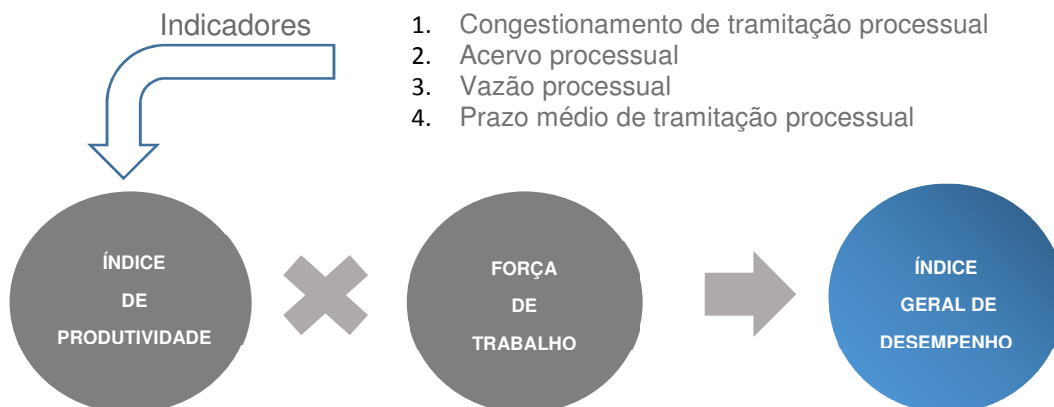 Indicadores
1. Congestionamento de tramitação processual
2. Acervo processual
3. Vazão processual
4. Prazo médio de tramitação processual
ÍNDICE
DE
PRODUTIVIDADE
FORÇA
DE
TRABALHO
ÍNDICE
GERAL DE
DESEMPENHO